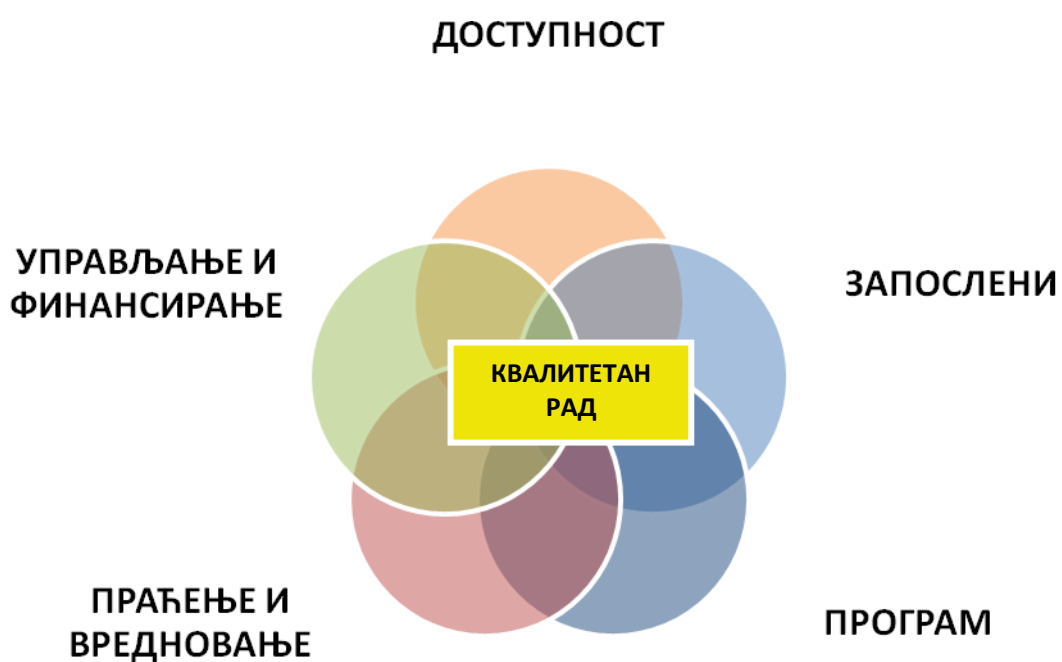 ДОСТУПНОСТ
УПРАВЉАЊЕ И
ФИНАНСИРАЊЕ
ЗАПОСЛЕНИ
КВАЛИТЕТАН
РАД
ПРАЋЕЊЕ И
ВРЕДНОВАЊЕ
ПРОГРАМ